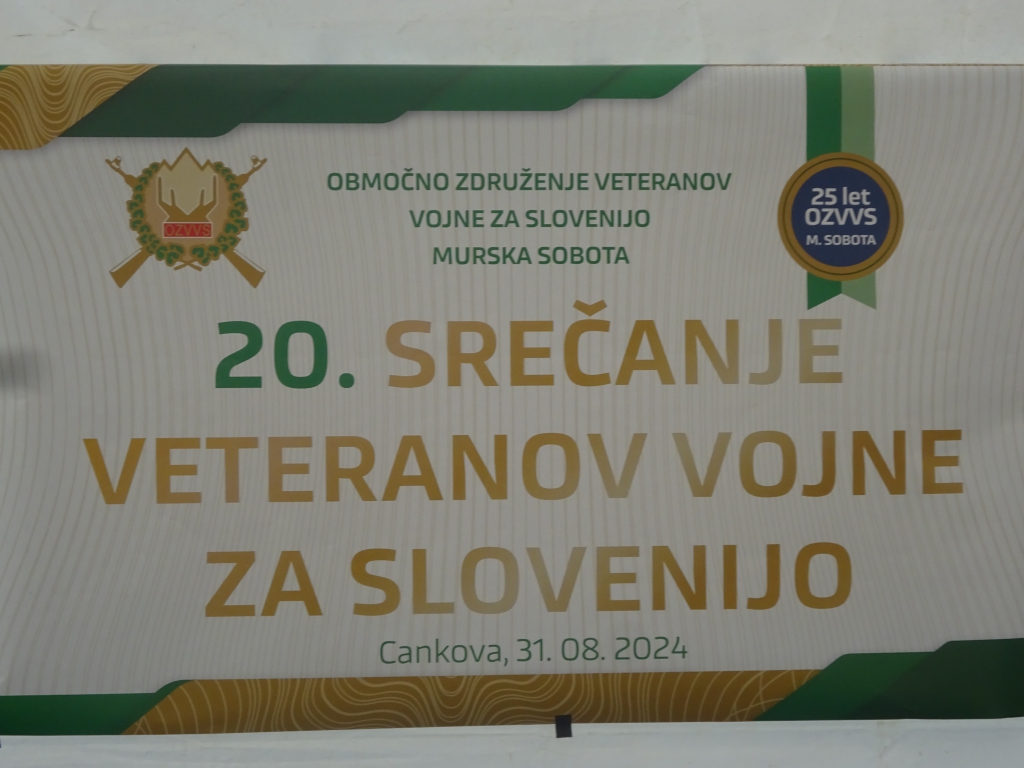 OBMOČNO ZDRUŽENJE VETERANOV
VOJNE ZA SLOVENIJO
MURSKA SOBOTA
OZVVS
25 let
OZVVS
M. SOBOTA
20. SREČANJE
VETERANOV VOJNE
ZA SLOVENIJO
Cankova, 31. 08. 2024